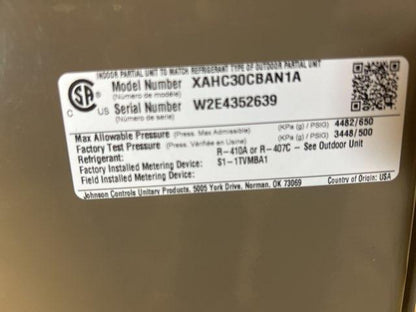 INDOOR PARTIAL UNIT TO MATCH REFRIGERANT TYPE OF OUTDOOR PARTIAL UNIT
Model Number XAHC30CBAN1A
(Numéro de modèle)
C US Serial Number W2E4352639
(Numéro de série)
Max Allowable Pressure (Press. Max Admissible) (KPa (g) / PSIG) 4482/650
Factory Test Pressure (Press. Vérifiée en Usine) (KPa (g) / PSIG) 3448/500
Refrigerant: R-410A or R-407C - See Outdoor Unit
Factory Installed Metering Device: S1-1TVMBA1
Field Installed Metering Device:
Johnson Controls Unitary Products, 5005 York Drive, Norman, OK 73069 Country of Origin: USA